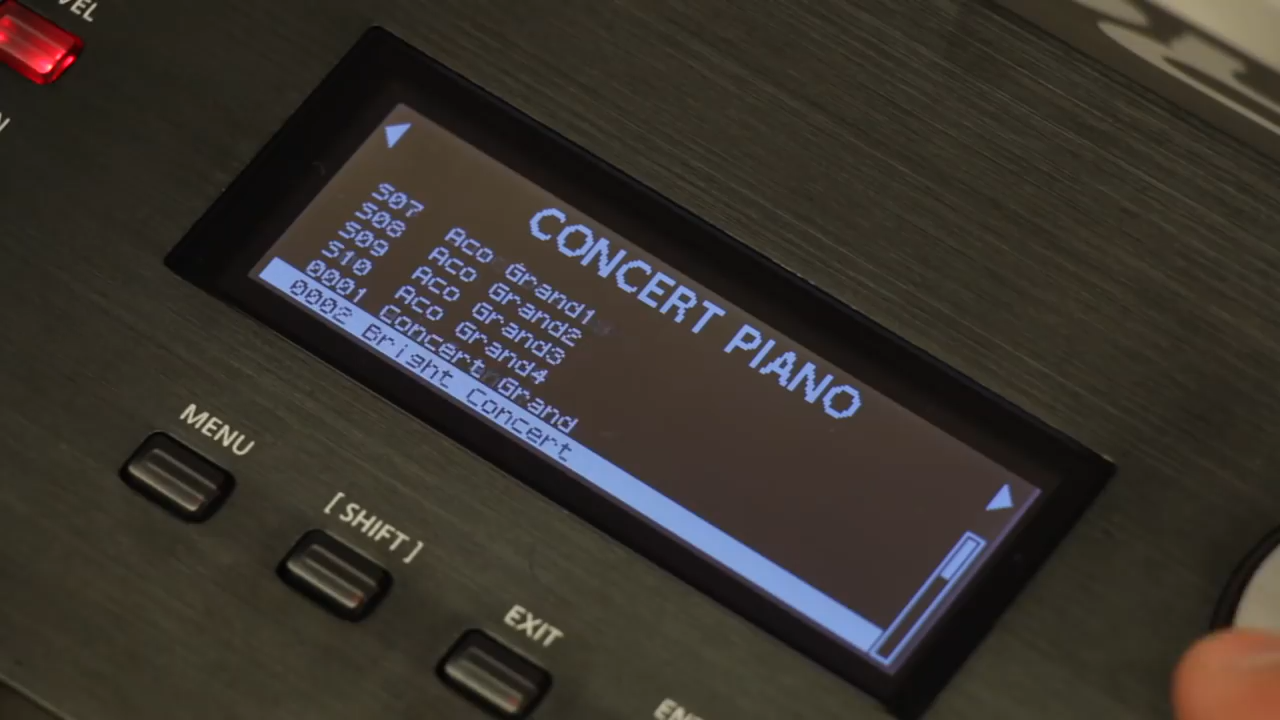 VEL
CONCERT PIANO
S07 Aco Grand1
S08 Aco Grand2
S09 Aco Grand3
S10 Aco Grand4
0001 Concert Grand
0002 Bright Concert
MENU
[ SHIFT ]
EXIT